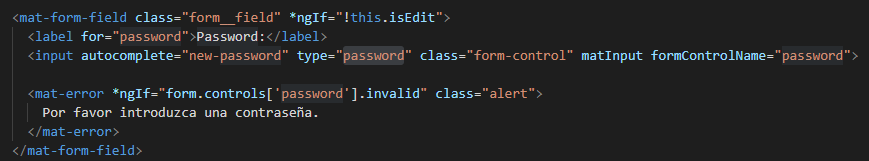 <mat-form-field class="form__field" *ngIf="!this.isEdit">
<label for="password">Password:</label>
<input autocomplete="new-password" type="password" class="form-control" matInput formControlName="password">
<mat-error *ngIf="form.controls['password'].invalid" class="alert">
Por favor introduzca una contraseña.
</mat-error>
</mat-form-field>